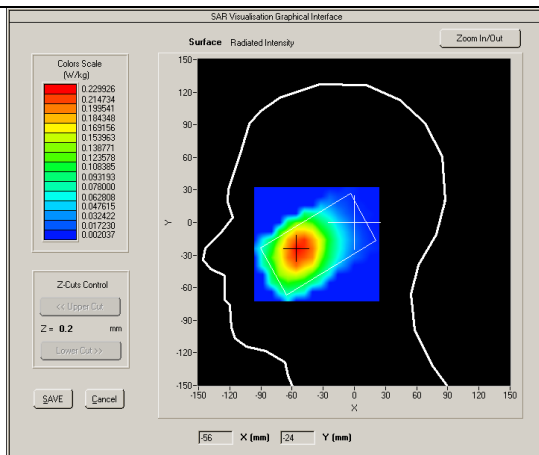 SAR Visualisation Graphical Interface
Surface Radiated Intensity
Zoom In/Out
Colors Scale
(W/kg)
0.229926
0.214734
0.199541
0.184348
0.169156
0.153963
0.138771
0.123578
0.108385
0.093193
0.078000
0.062808
0.047615
0.032422
0.017230
0.002037
Z-Cuts Control
<< Upper Cut
Z = 0.2 mm
Lower Cut >>
SAVE Cancel
150-
120-
90-
60-
30-
0-
-30-
-60-
-90-
-120-
-150-
Y
-150 -120 -90 -60 -30 0 30 60 90 120 150
X
-56 X (mm) -24 Y (mm)